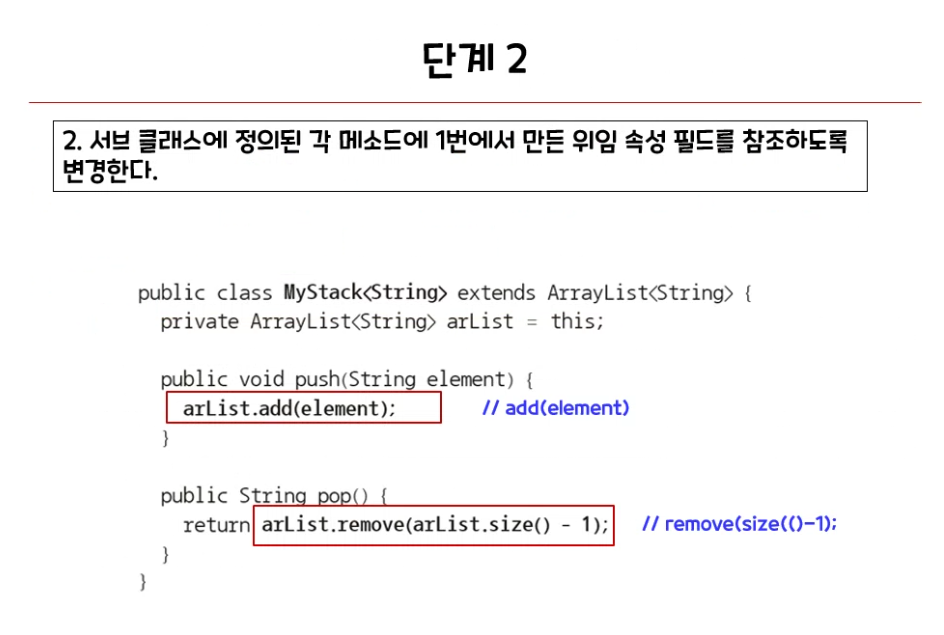 단계 2
2. 서브 클래스에 정의된 각 메소드에 1번에서 만든 위임 속성 필드를 참조하도록
변경한다.
public class MyStack<String> extends ArrayList<String> {
private ArrayList<String> arList = this;
public void push(String element) {
arList.add(element); // add(element)
}
public String pop() {
return arList.remove(arList.size() - 1); // remove(size(()-1);
}
}